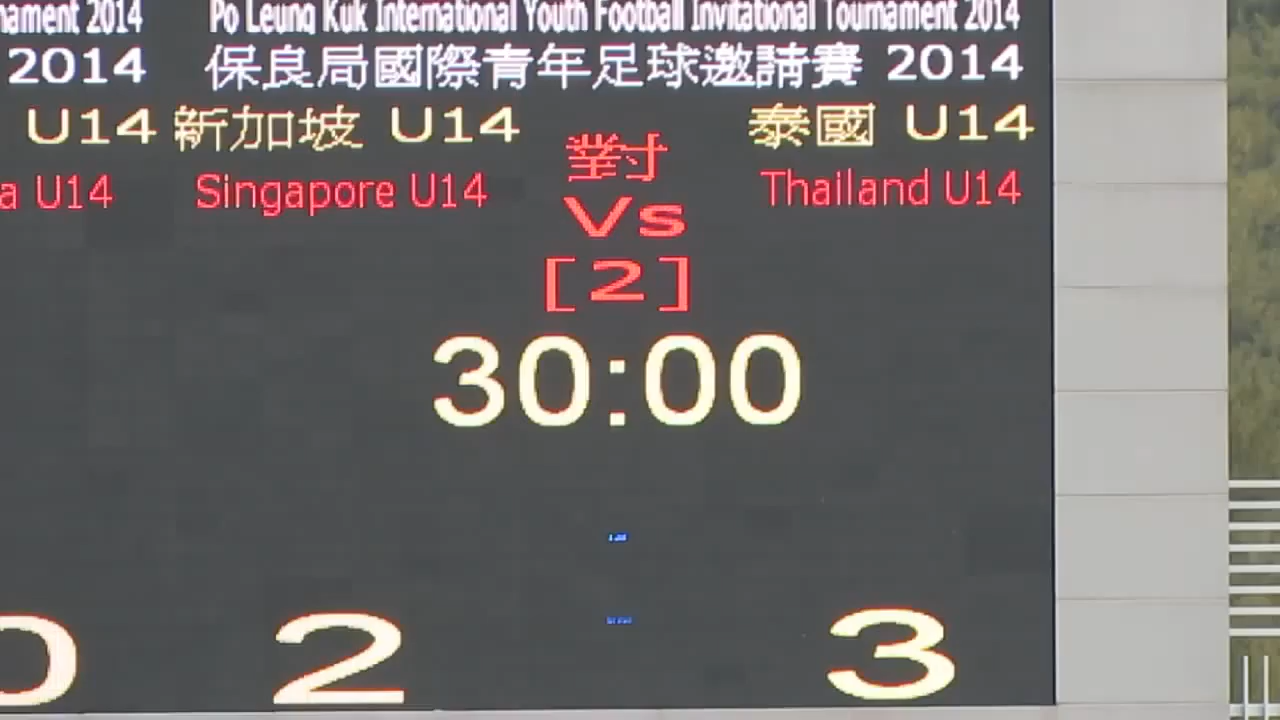 nament 2014 Po Leung Kuk International Youth Football Invitational Tournament 2014
2014 保良局國際青年足球邀請賽 2014
U14 新加坡 U14 對 泰國 U14
a U14 Singapore U14 Vs Thailand U14
[2]
30:00
0 2 3